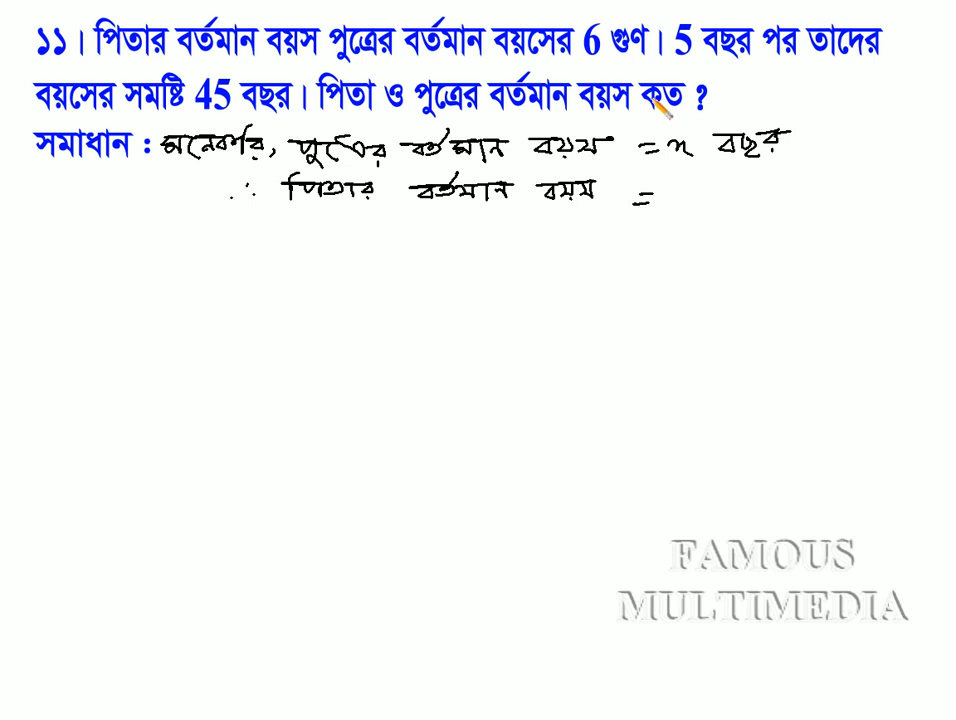 ১১। পিতার বর্তমান বয়স পুত্রের বর্তমান বয়সের 6 গুণ। 5 বছর পর তাদের
বয়সের সমষ্টি 45 বছর। পিতা ও পুত্রের বর্তমান বয়স কত ?
সমাধান : মনেকরি, পুত্রের বর্তমান বয়স = x বছর
∴ পিতার বর্তমান বয়স =
FAMOUS
MULTIMEDIA